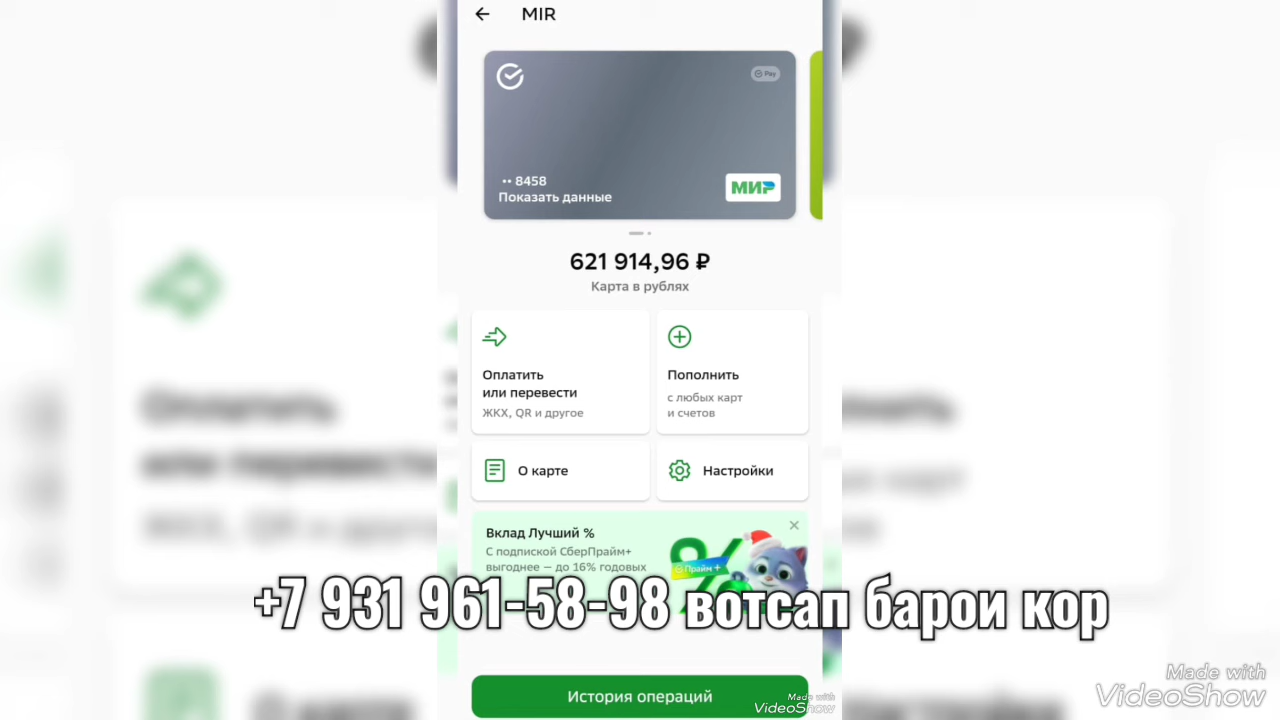 MIR
Pay
•• 8458
Показать данные
МИР
621 914,96 ₽
Карта в рублях
Оплатить
или перевести
ЖКХ, QR и другое
Пополнить
с любых карт
и счетов
О карте
Настройки
Вклад Лучший %
С подпиской СберПрайм+
выгоднее — до 16% годовых
%
Прайм +
+7 931 961-58-98 вотсап барои кор
История операций
Made with
VideoShow
Made with
VideoShow